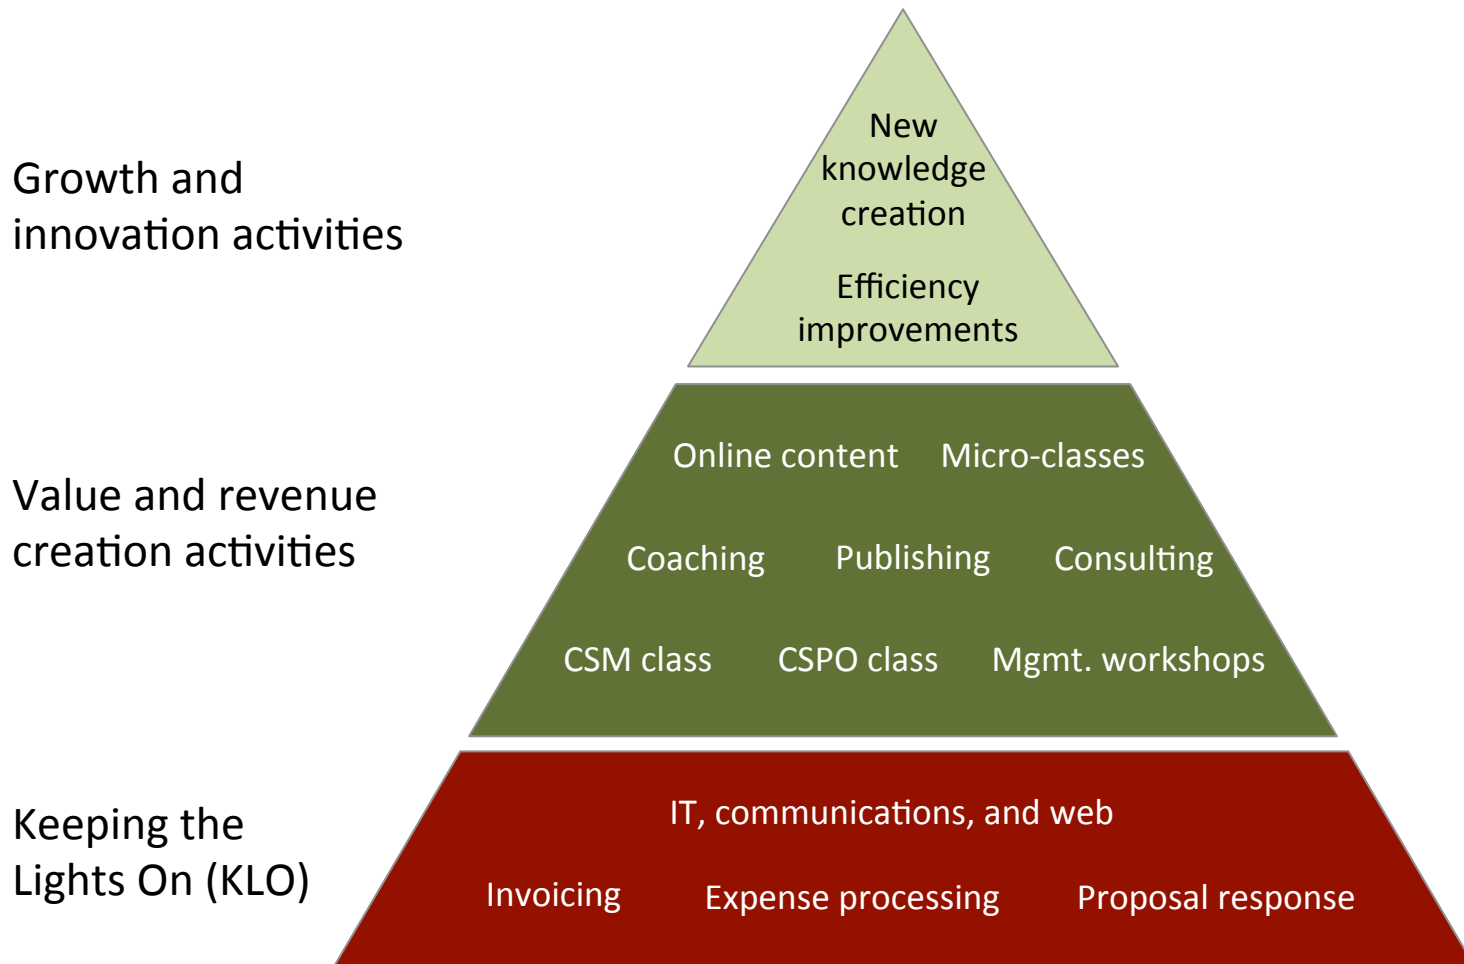 New
knowledge
creation
Efficiency
improvements
Growth and
innovation activities
Online content Micro-classes
Coaching Publishing Consulting
CSM class CSPO class Mgmt. workshops
Value and revenue
creation activities
IT, communications, and web
Invoicing Expense processing Proposal response
Keeping the
Lights On (KLO)